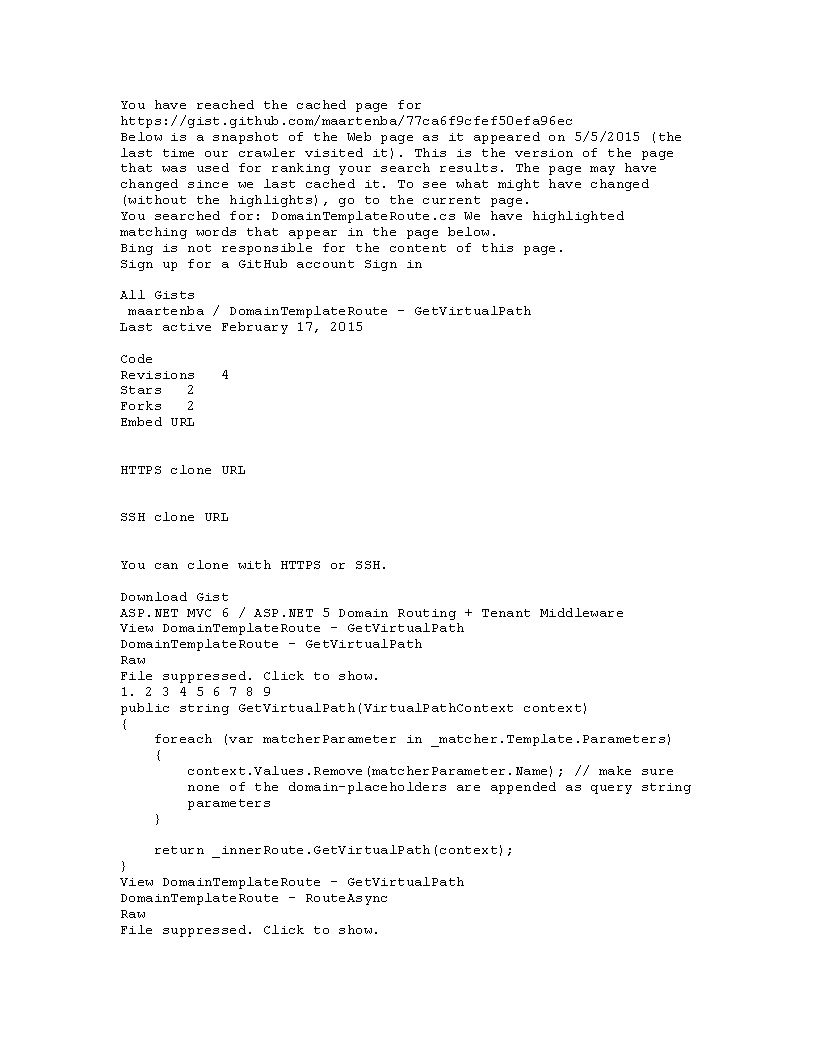 You have reached the cached page for
https://gist.github.com/maartenba/77ca6f9cfef50efa96ec
Below is a snapshot of the Web page as it appeared on 5/5/2015 (the
last time our crawler visited it). This is the version of the page
that was used for ranking your search results. The page may have
changed since we last cached it. To see what might have changed
(without the highlights), go to the current page.
You searched for: DomainTemplateRoute.cs We have highlighted
matching words that appear in the page below.
Bing is not responsible for the content of this page.
Sign up for a GitHub account Sign in
All Gists
maartenba / DomainTemplateRoute - GetVirtualPath
Last active February 17, 2015
Code
Revisions 4
Stars 2
Forks 2
Embed URL
HTTPS clone URL
SSH clone URL
You can clone with HTTPS or SSH.
Download Gist
ASP.NET MVC 6 / ASP.NET 5 Domain Routing + Tenant Middleware
View DomainTemplateRoute - GetVirtualPath
DomainTemplateRoute - GetVirtualPath
Raw
File suppressed. Click to show.
1. 2 3 4 5 6 7 8 9
public string GetVirtualPath(VirtualPathContext context)
{
    foreach (var matcherParameter in _matcher.Template.Parameters)
    {
        context.Values.Remove(matcherParameter.Name); // make sure
        none of the domain-placeholders are appended as query string
        parameters
    }
    return _innerRoute.GetVirtualPath(context);
}
View DomainTemplateRoute - GetVirtualPath
DomainTemplateRoute - RouteAsync
Raw
File suppressed. Click to show.